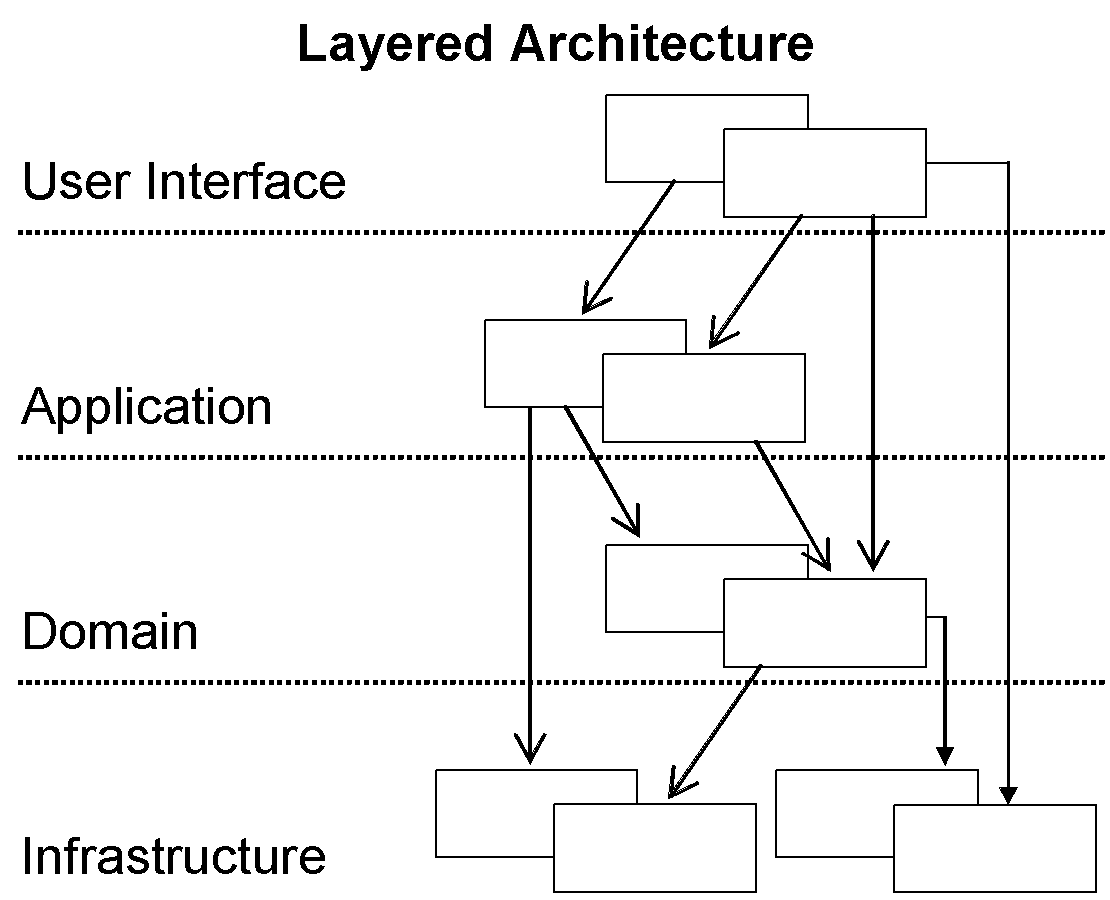 Layered Architecture
User Interface
Application
Domain
Infrastructure